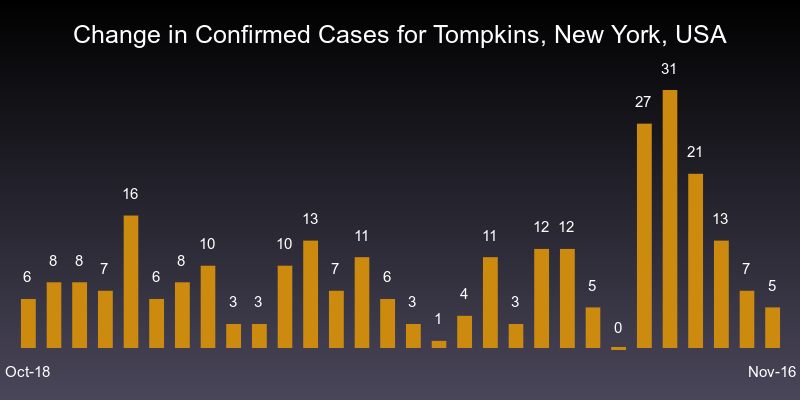 Change in Confirmed Cases for Tompkins, New York, USA
6 8 8 7 16 6 8 10 3 3 10 13 7 11 6 3 1 4 11 3 12 12 5 0 27 31 21 13 7 5
Oct-18 Nov-16